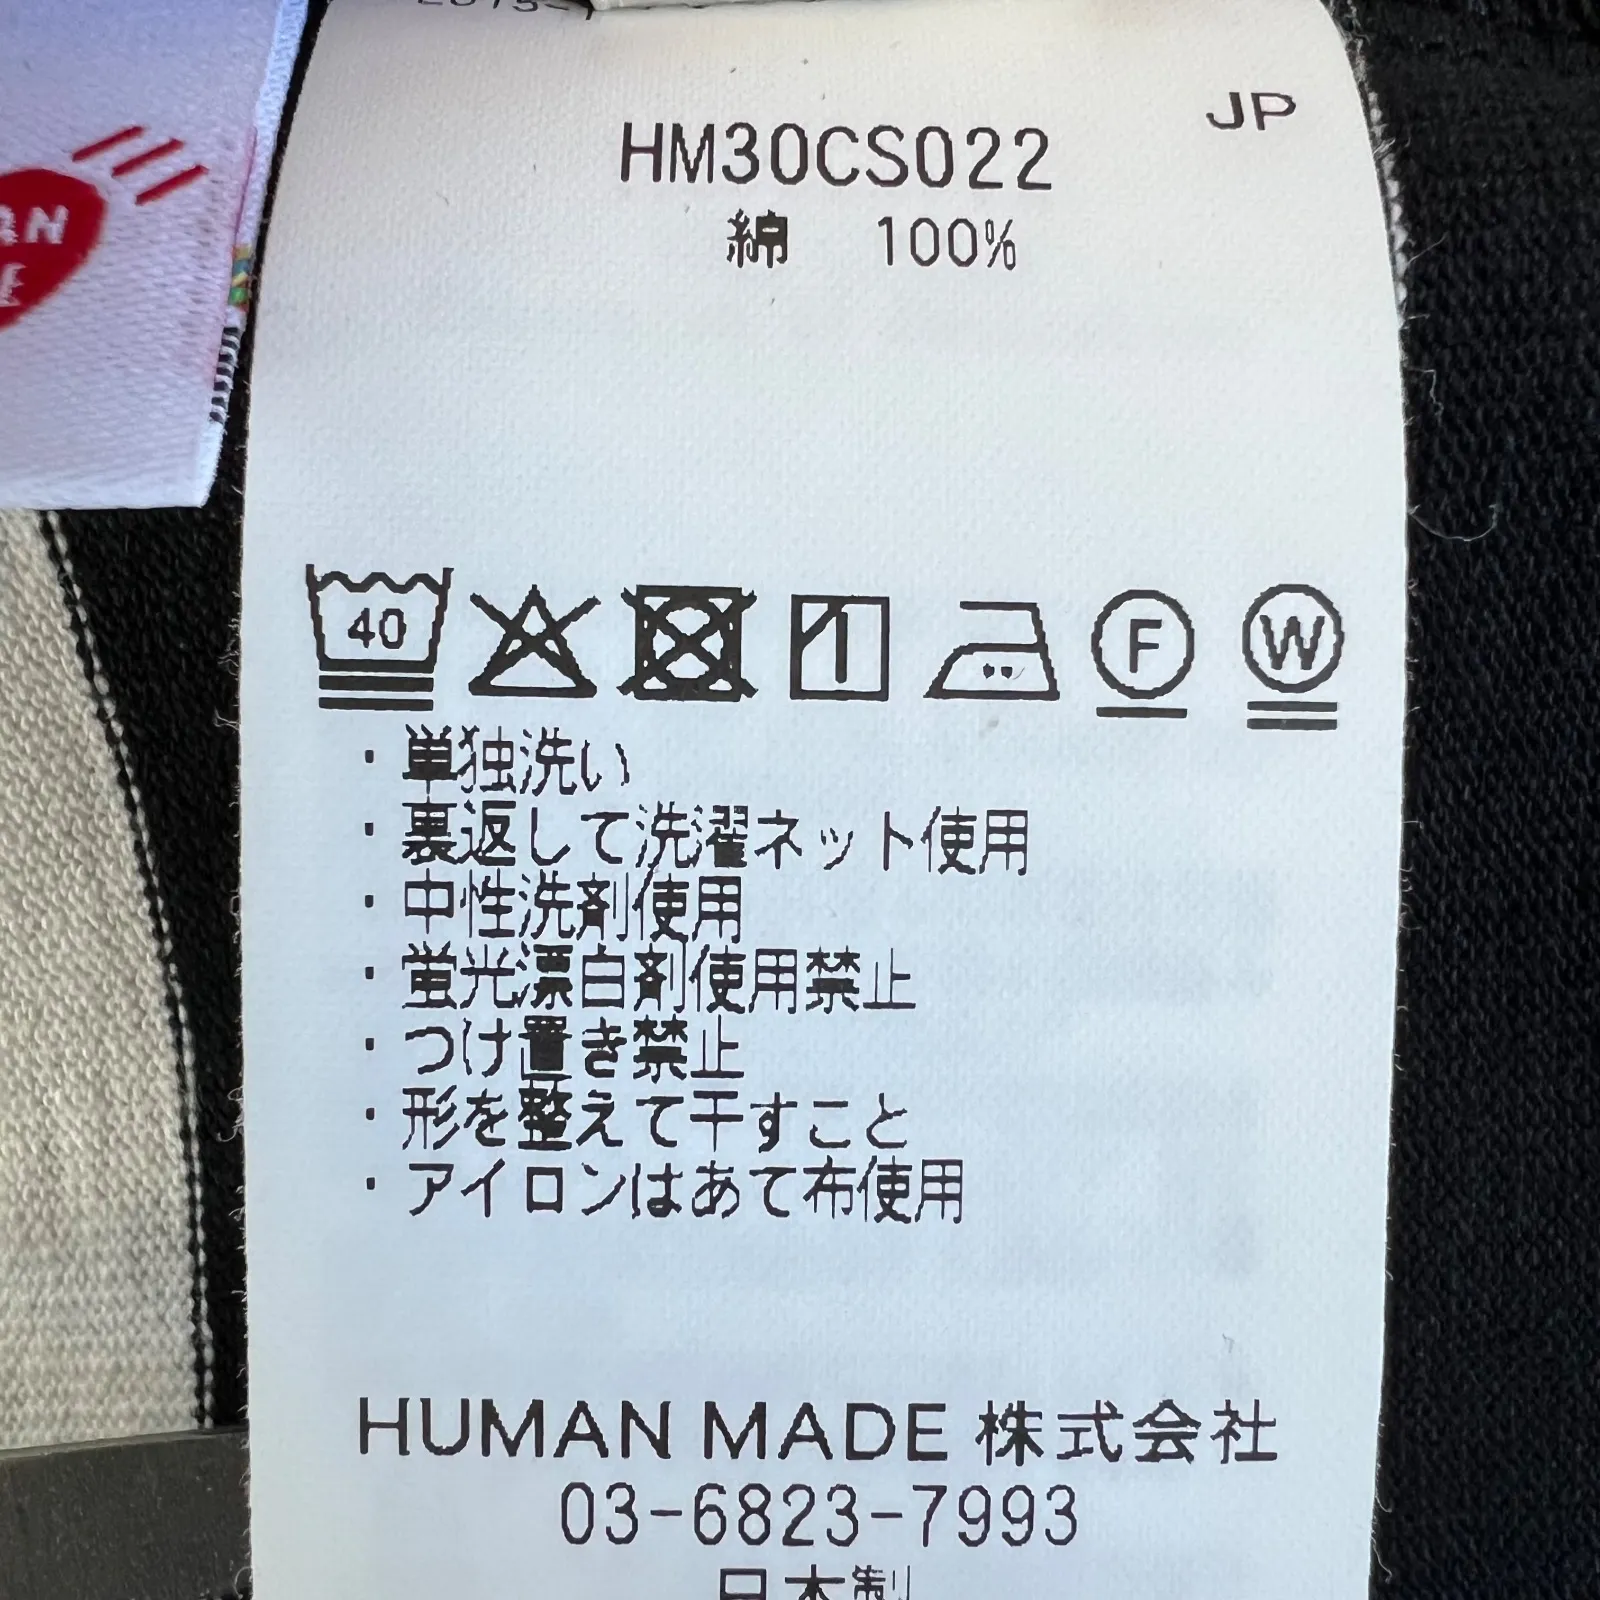 JP
HM30CS022
綿 100%
40
F
W
・単独洗い
・裏返して洗濯ネット使用
・中性洗剤使用
・蛍光漂白剤使用禁止
・つけ置き禁止
・形を整えて干すこと
・アイロンはあて布使用
HUMAN MADE 株式会社
03-6823-7993
日本製